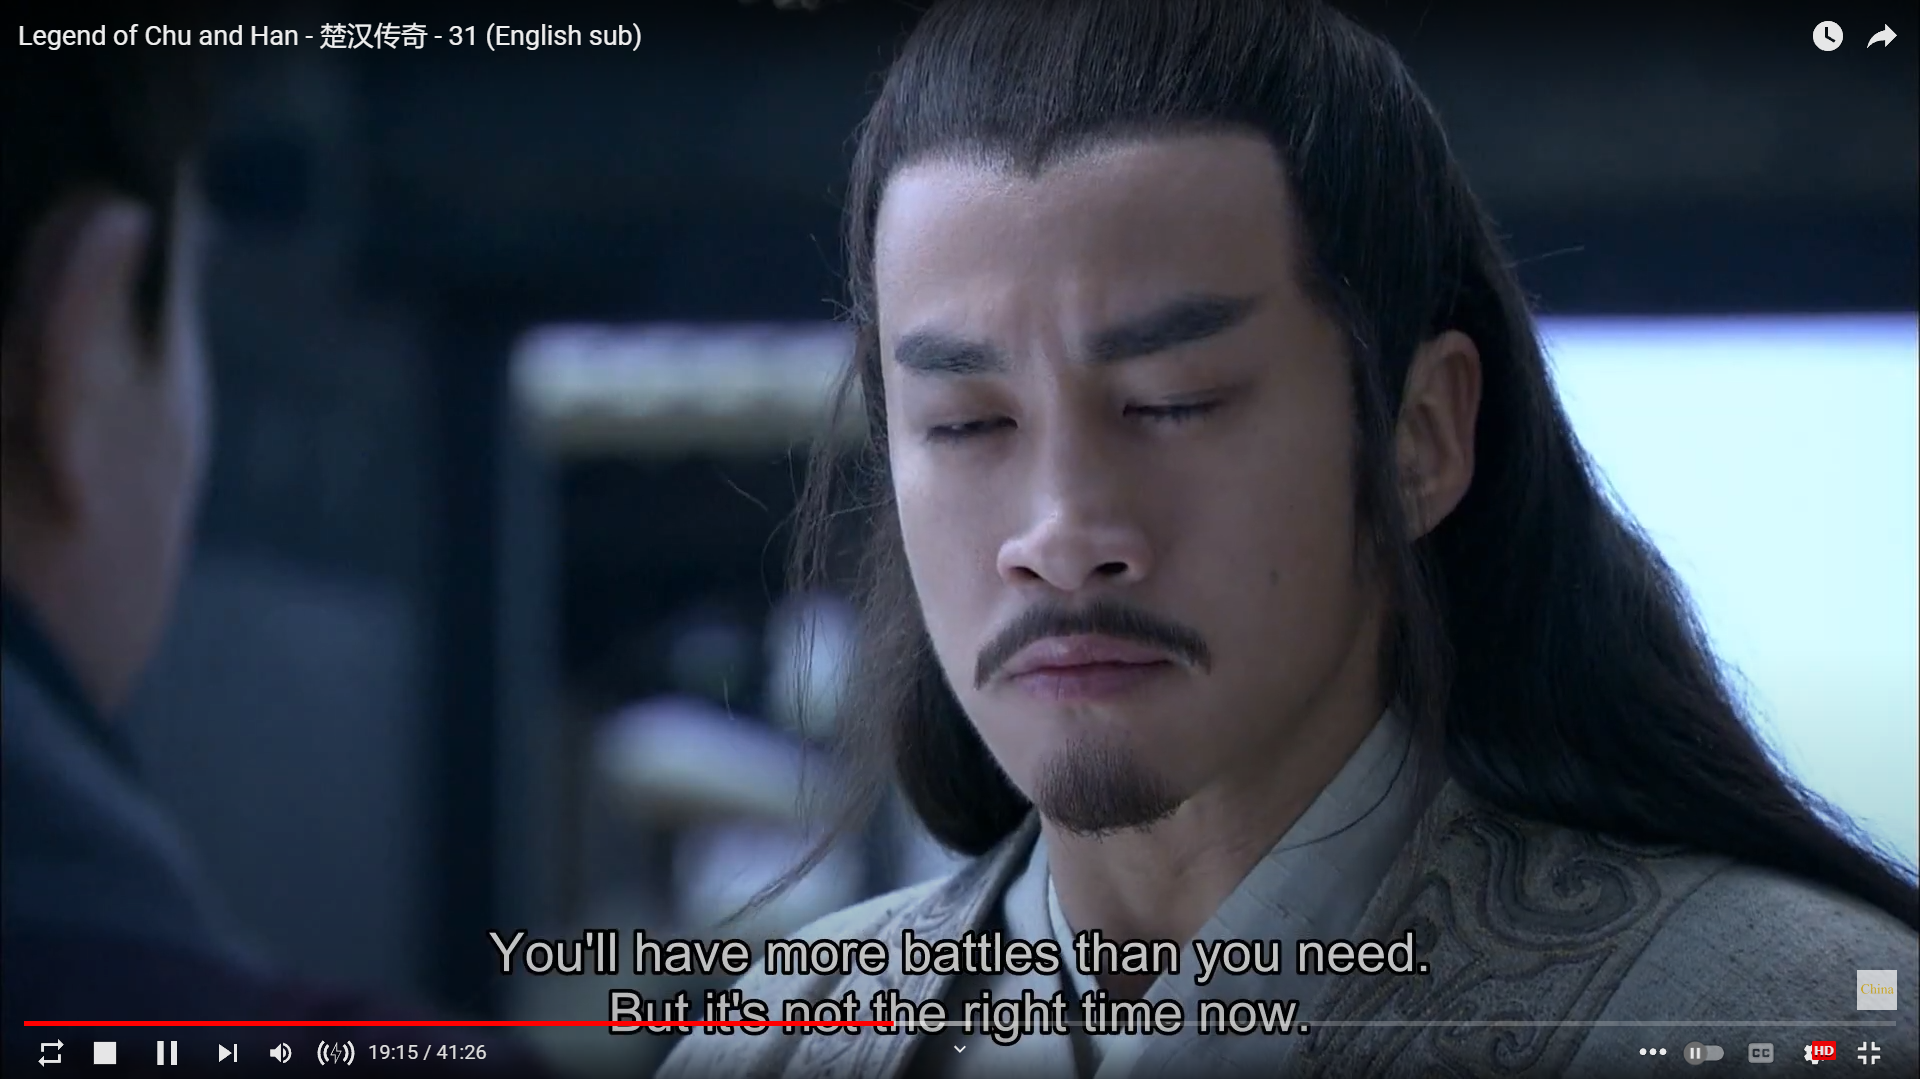 Legend of Chu and Han - 楚汉传奇 - 31 (English sub)
You'll have more battles than you need.
But it's not the right time now.
China
19:15 / 41:26
CC
HD